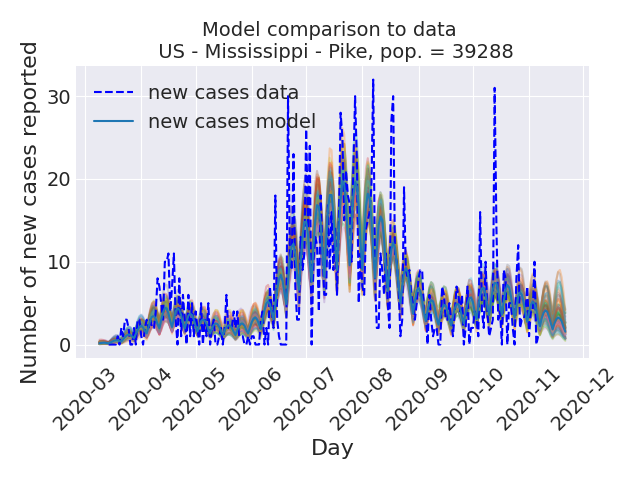 Model comparison to data
US - Mississippi - Pike, pop. = 39288
Number of new cases reported
30
20
10
0
new cases data
new cases model
2020-03
2020-04
2020-05
2020-06
2020-07
2020-08
2020-09
2020-10
2020-11
2020-12
Day